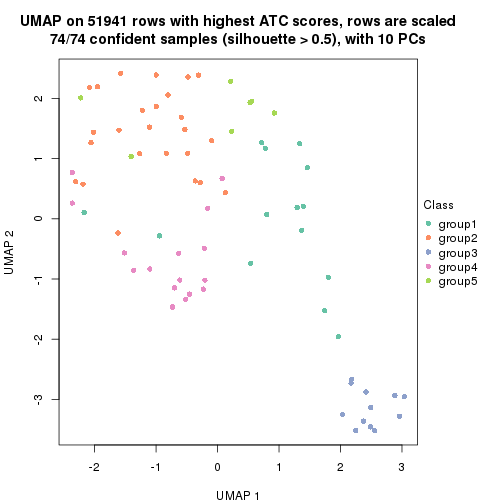 UMAP on 51941 rows with highest ATC scores, rows are scaled
74/74 confident samples (silhouette > 0.5), with 10 PCs
2
1
0
-1
-2
-3
UMAP 2
-2
-1
0
1
2
3
UMAP 1
Class
group1
group2
group3
group4
group5